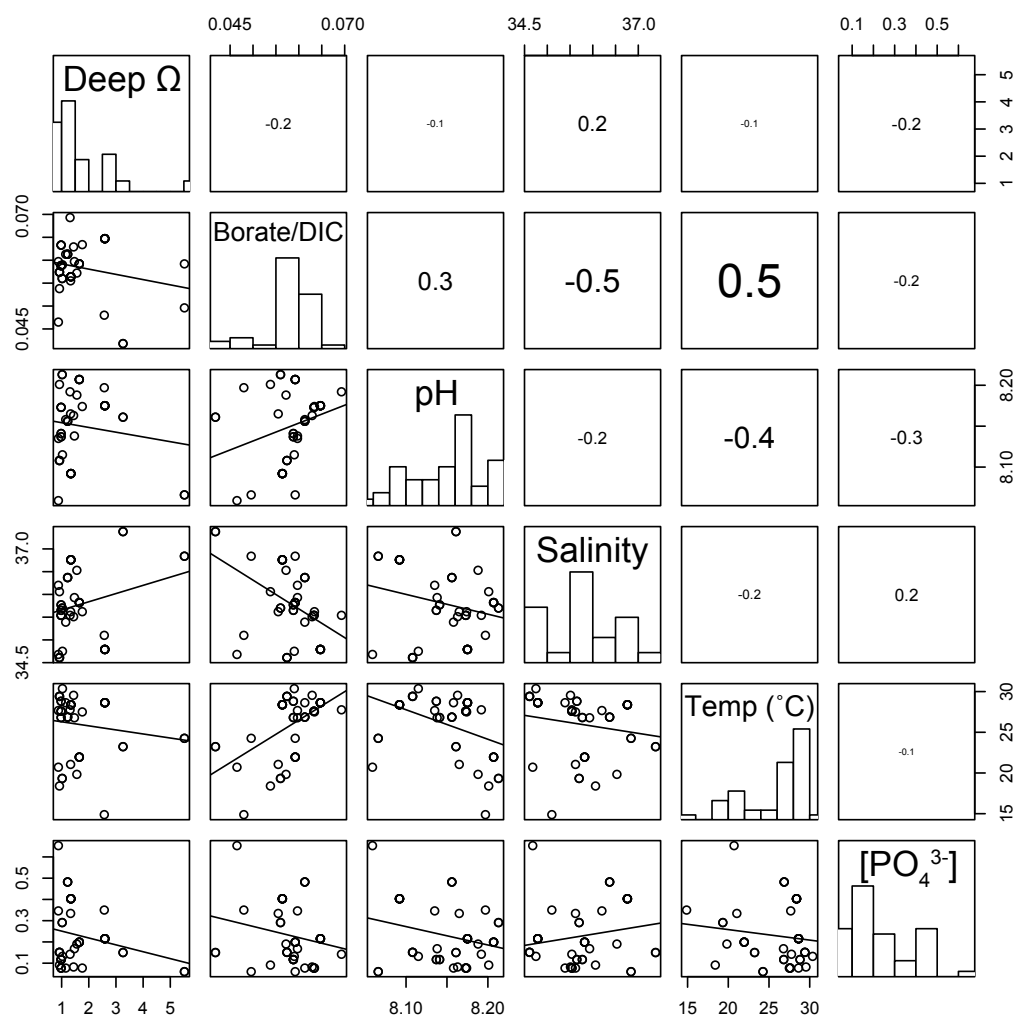 0.045 0.070 34.5 37.0 0.1 0.3 0.5
Deep Ω -0.2 -0.1 0.2 -0.1 -0.2
1 2 3 4 5
0.045 0.070
Borate/DIC 0.3 -0.5 0.5 -0.2
pH -0.2 -0.4 -0.3
8.10 8.20
34.5 37.0
Salinity -0.2 0.2
Temp (˚C) -0.1
15 20 25 30
0.1 0.3 0.5
[PO₄³⁻]
1 2 3 4 5 8.10 8.20 15 20 25 30